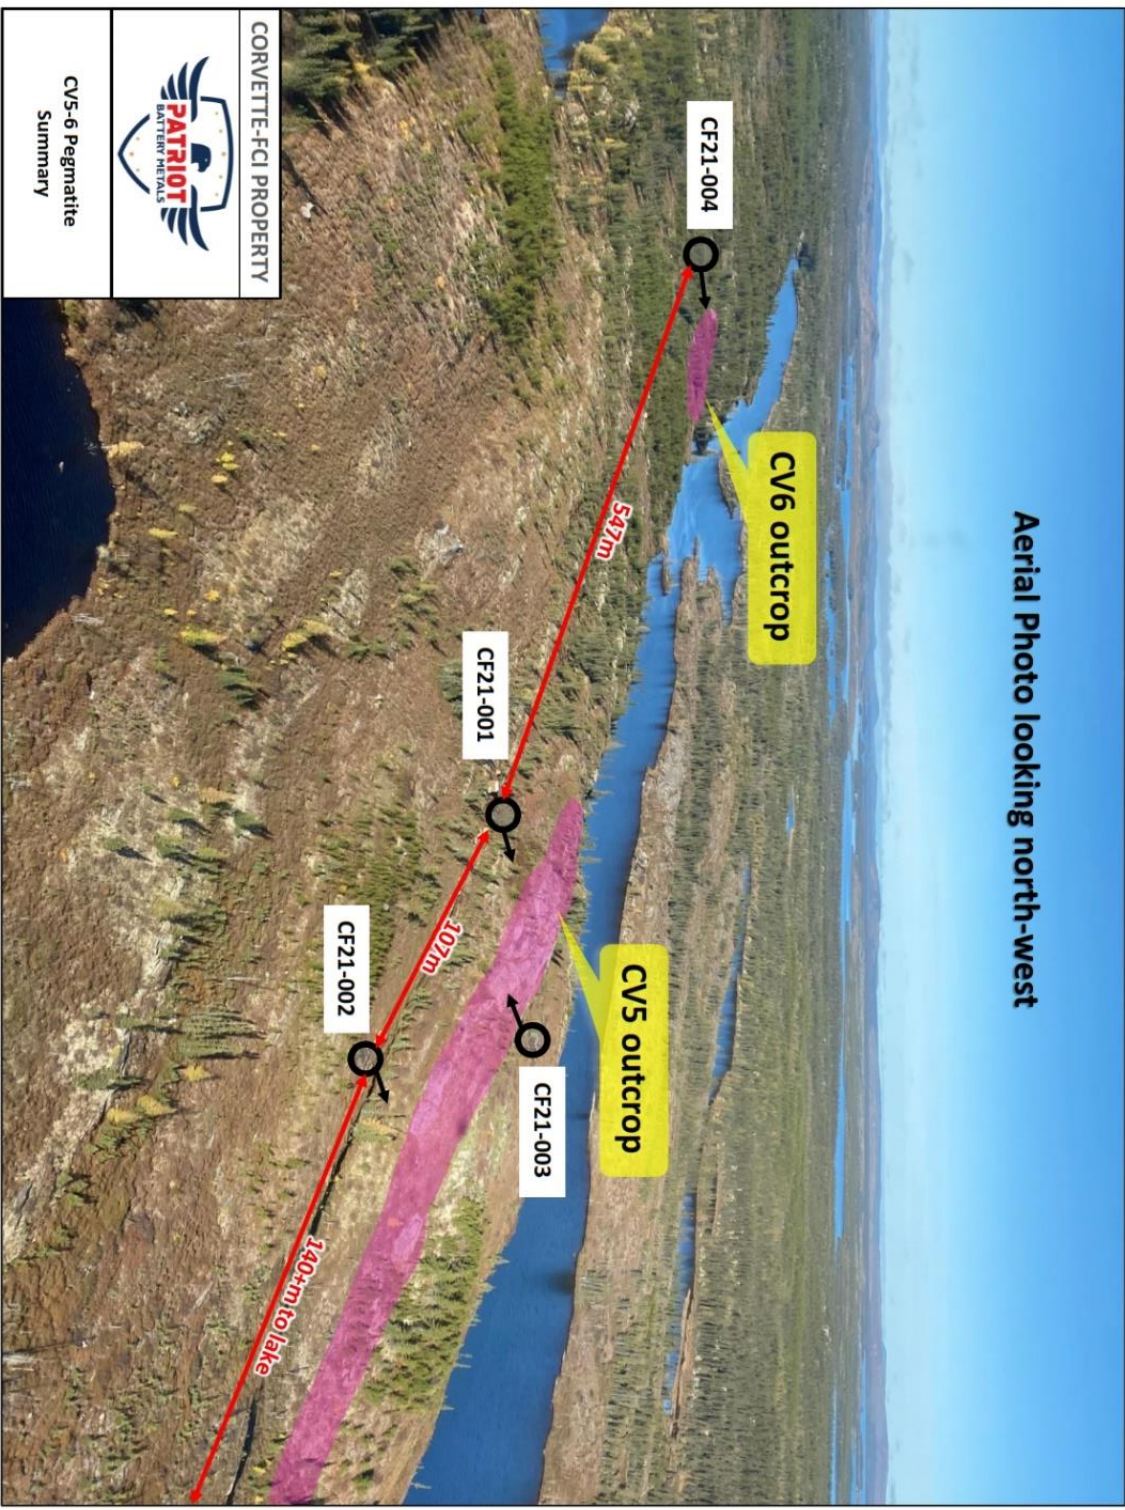 Aerial Photo looking north-west
CF21-004
CV6 outcrop
547m
CF21-001
CV5 outcrop
107m
CF21-002
CF21-003
140+m to lake
CORVETTE-FCI PROPERTY
PATRIOT
BATTERY METALS
CV5-6 Pegmatite
Summary